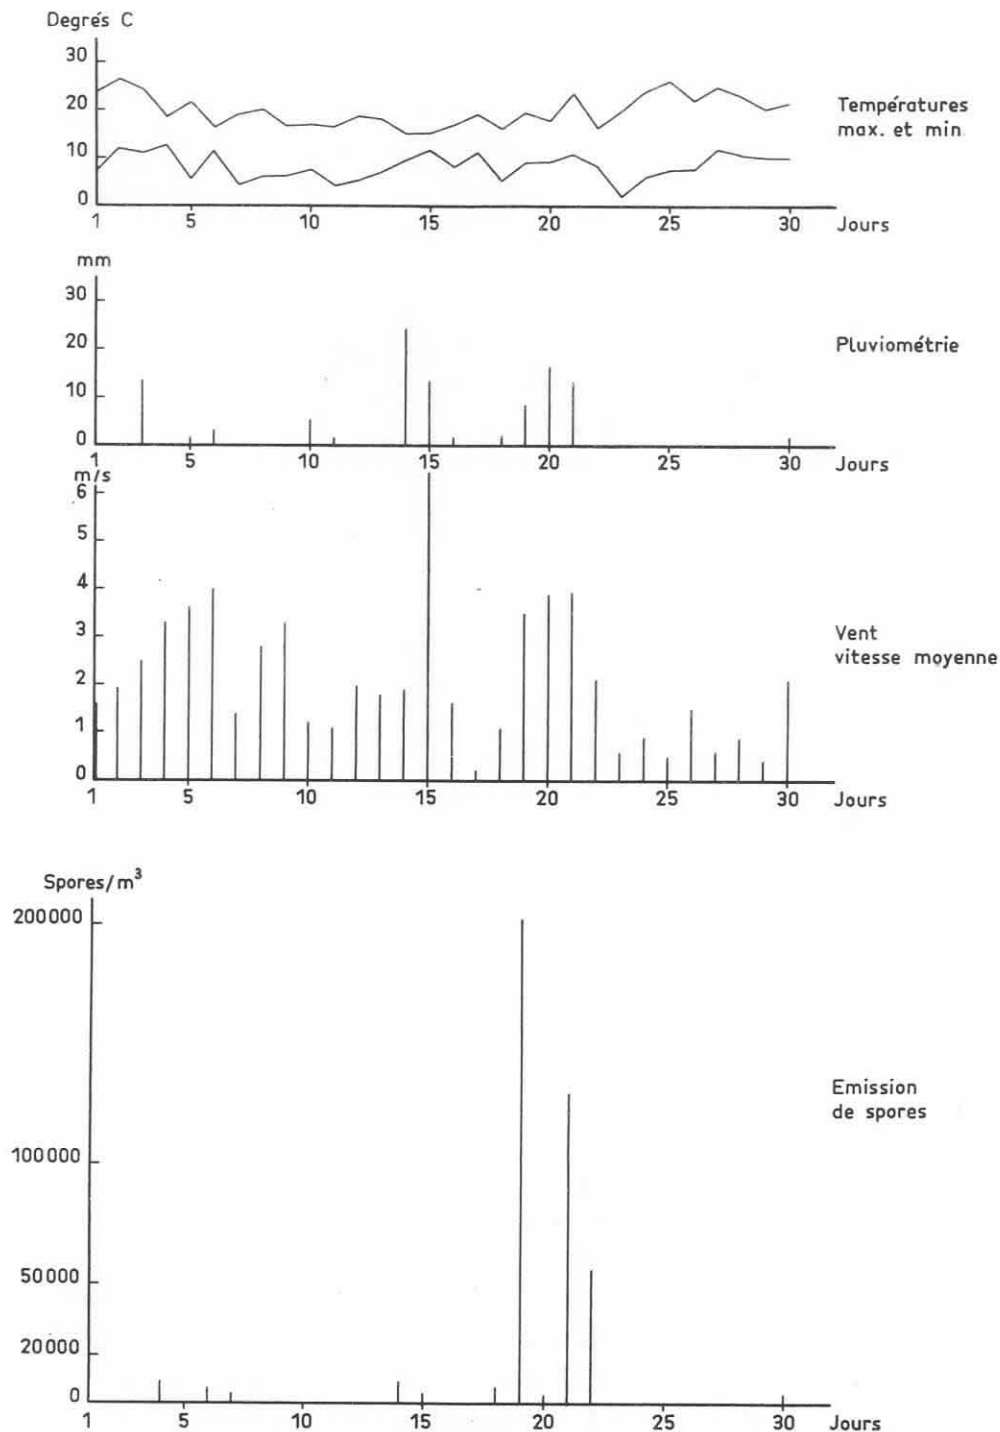 Degrés C
30
20
10
0
1 5 10 15 20 25 30 Jours
Températures
max. et min
mm
30
20
10
0
1 5 10 15 20 25 30 Jours
Pluviométrie
m/s
6
5
4
3
2
1
0
1 5 10 15 20 25 30 Jours
Vent
vitesse moyenne
Spores/m³
200000
100000
50000
20000
0
1 5 10 15 20 25 30 Jours
Emission
de spores